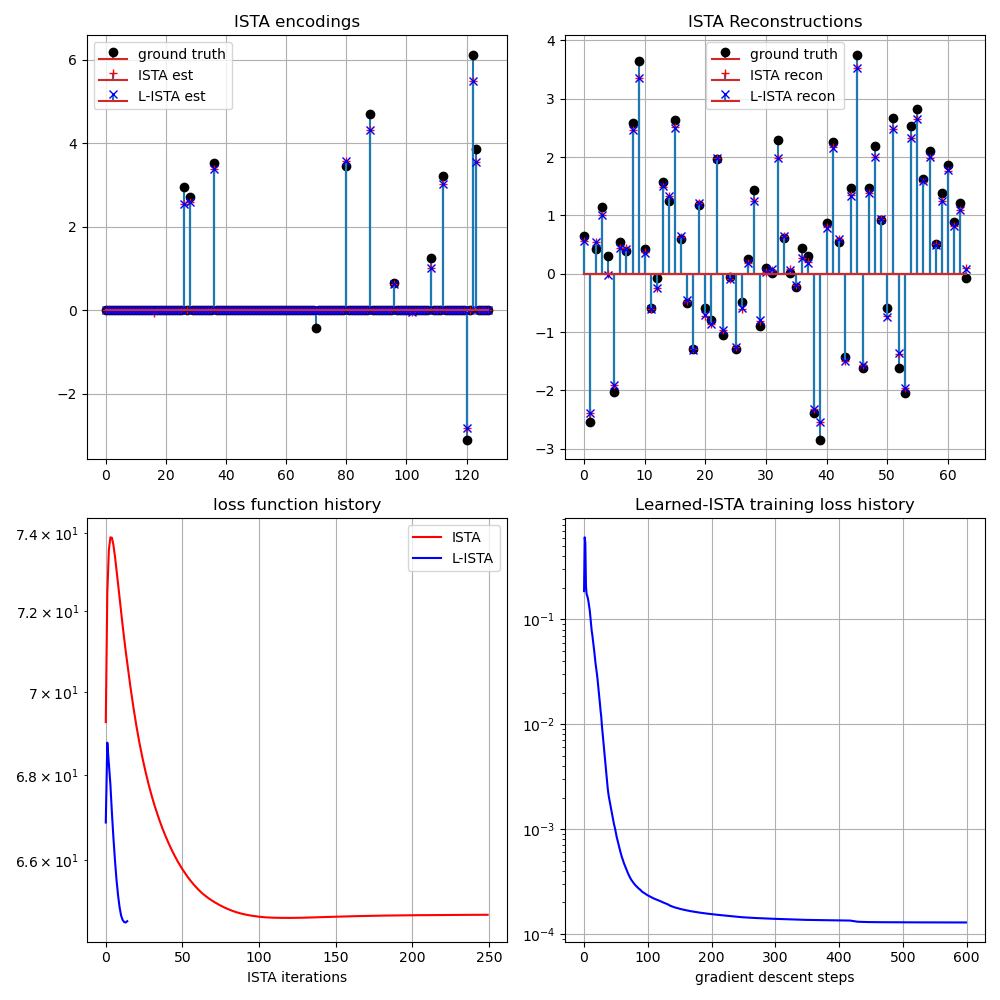 ISTA encodings
ground truth
ISTA est
L-ISTA est
6
4
2
0
−2
0
20
40
60
80
100
120
ISTA Reconstructions
ground truth
ISTA recon
L-ISTA recon
4
3
2
1
0
−1
−2
−3
0
10
20
30
40
50
60
loss function history
ISTA
L-ISTA
7.4 × 10¹
7.2 × 10¹
7 × 10¹
6.8 × 10¹
6.6 × 10¹
0
50
100
150
200
250
ISTA iterations
Learned-ISTA training loss history
10⁻¹
10⁻²
10⁻³
10⁻⁴
0
100
200
300
400
500
600
gradient descent steps